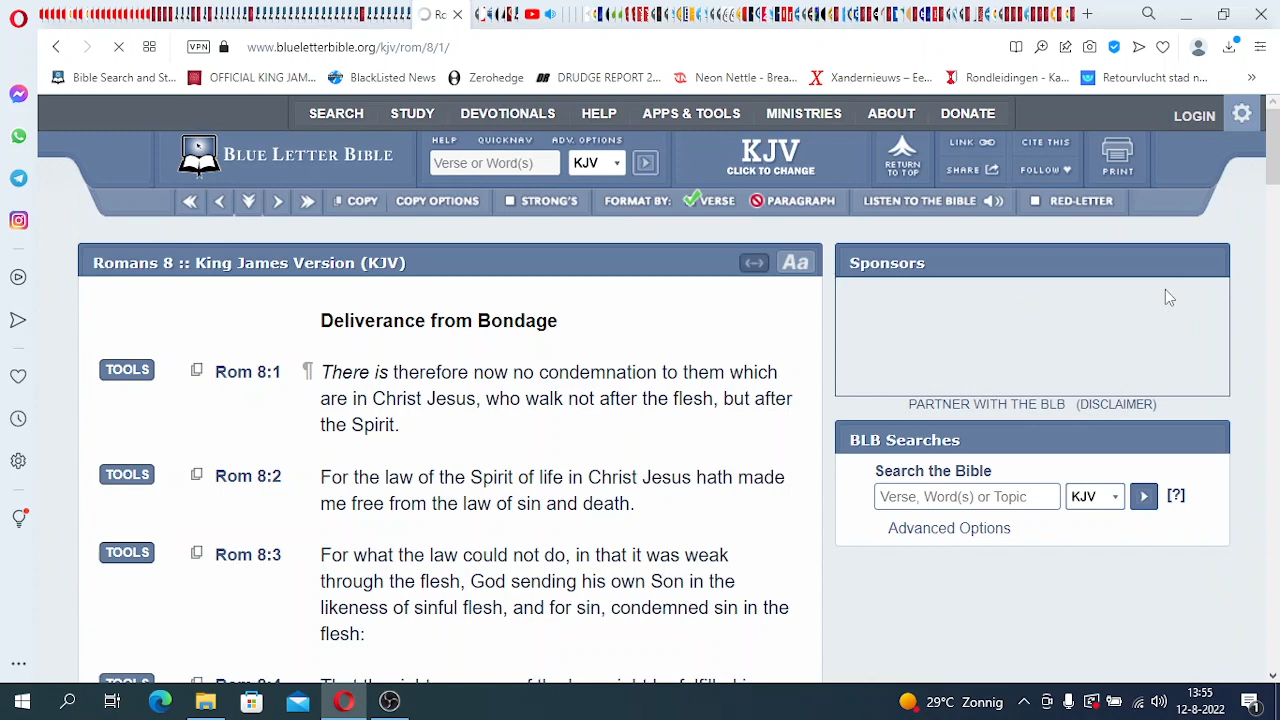 Ro
VPN
www.blueletterbible.org/kjv/rom/8/1/
Bible Search and St...
OFFICIAL KING JAM...
BlackListed News
Zerohedge
DRUDGE REPORT 2...
Neon Nettle - Brea...
Xandernieuws – Ee...
Rondleidingen - Ka...
Retourvlucht stad n...
»
SEARCH
STUDY
DEVOTIONALS
HELP
APPS & TOOLS
MINISTRIES
ABOUT
DONATE
LOGIN
BLUE LETTER BIBLE
HELP
QUICKNAV
ADV. OPTIONS
Verse or Word(s)
KJV
KJV
CLICK TO CHANGE
RETURN
TO TOP
LINK
SHARE
CITE THIS
FOLLOW
PRINT
COPY
COPY OPTIONS
STRONG'S
FORMAT BY:
VERSE
PARAGRAPH
LISTEN TO THE BIBLE
RED-LETTER
Romans 8 :: King James Version (KJV)
Aa
Deliverance from Bondage
TOOLS
Rom 8:1
¶ There is therefore now no condemnation to them which
are in Christ Jesus, who walk not after the flesh, but after
the Spirit.
TOOLS
Rom 8:2
For the law of the Spirit of life in Christ Jesus hath made
me free from the law of sin and death.
TOOLS
Rom 8:3
For what the law could not do, in that it was weak
through the flesh, God sending his own Son in the
likeness of sinful flesh, and for sin, condemned sin in the
flesh:
Sponsors
PARTNER WITH THE BLB (DISCLAIMER)
BLB Searches
Search the Bible
Verse, Word(s) or Topic
KJV
[?]
Advanced Options
29°C Zonnig
13:55
12-8-2022
1